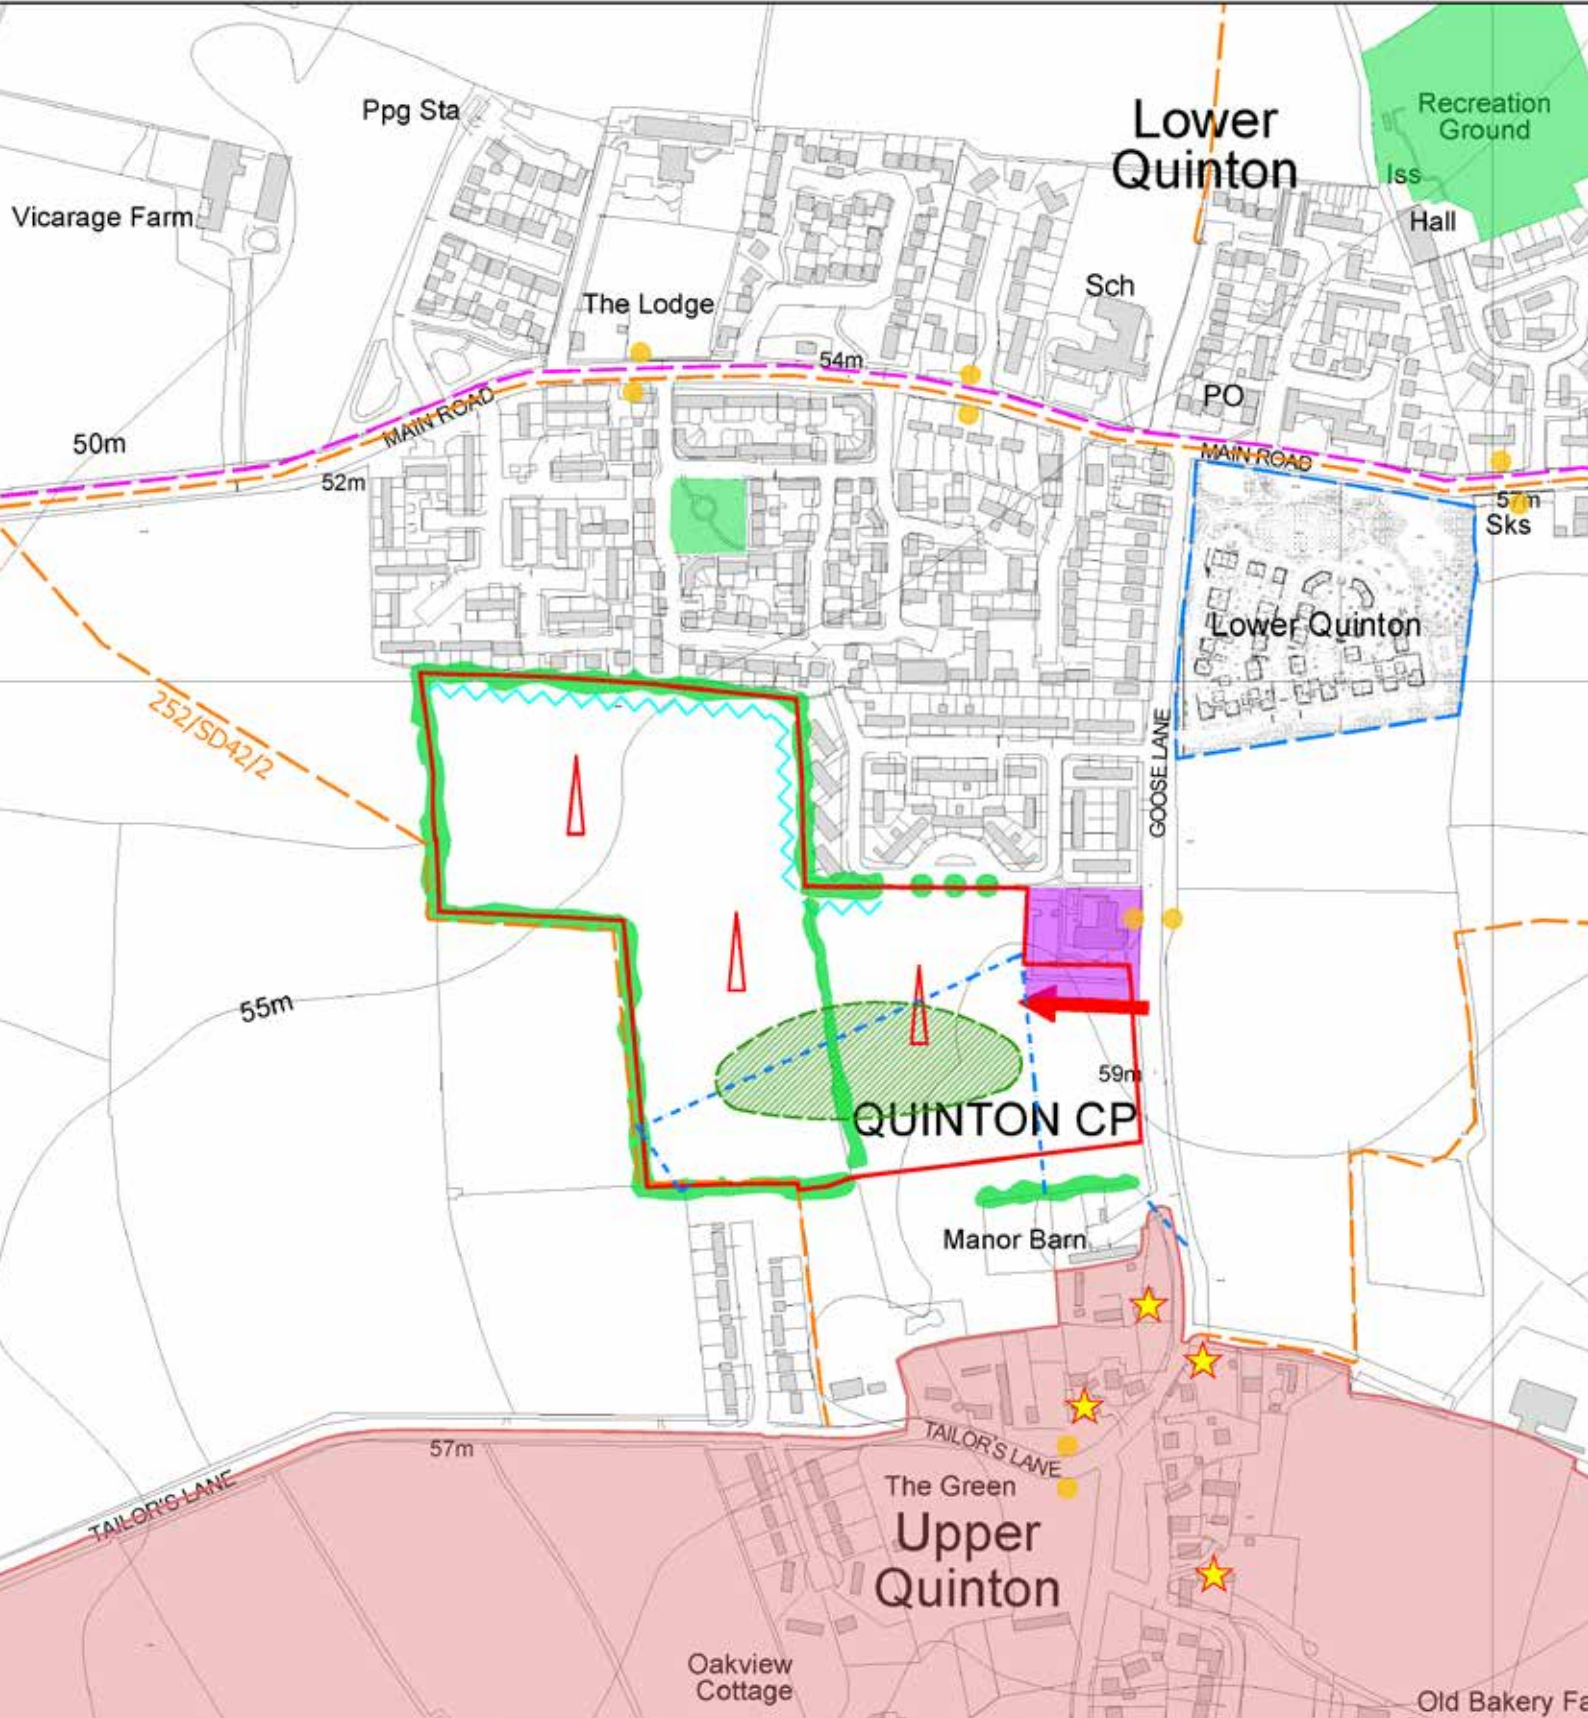 Lower
Quinton
Recreation
Ground
Ppg Sta
Iss
Vicarage Farm
Hall
Sch
The Lodge
54m
PO
MAIN ROAD
50m
MAIN ROAD
52m
57m
Sks
Lower Quinton
252/SD42/2
GOOSE LANE
55m
59m
QUINTON CP
Manor Barn
TAILOR'S LANE
57m
The Green
TAILOR'S LANE
Upper
Quinton
Oakview
Cottage
Old Bakery Fa